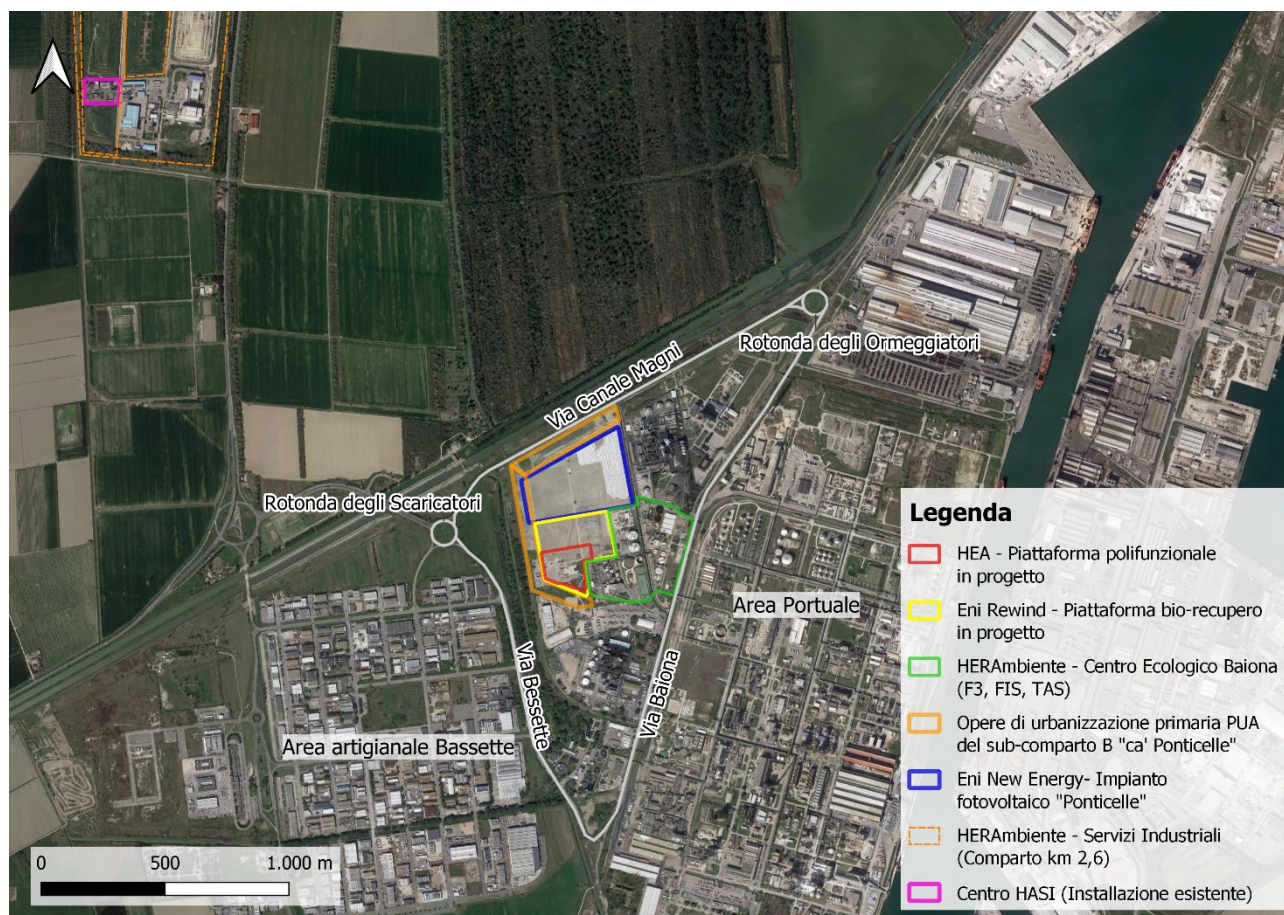 Via Canale Magni
Rotonda degli Ormeggiatori
Rotonda degli Scaricatori
Via Bessette
Via Baiona
Area Portuale
Area artigianale Bassette
Legenda
HEA - Piattaforma polifunzionale
in progetto
Eni Rewind - Piattaforma bio-recupero
in progetto
HERAmbiente - Centro Ecologico Baiona
(F3, FIS, TAS)
Opere di urbanizzazione primaria PUA
del sub-comparto B "ca' Ponticelle"
Eni New Energy- Impianto
fotovoltaico "Ponticelle"
HERAmbiente - Servizi Industriali
(Comparto km 2,6)
Centro HASI (Installazione esistente)
0 500 1.000 m